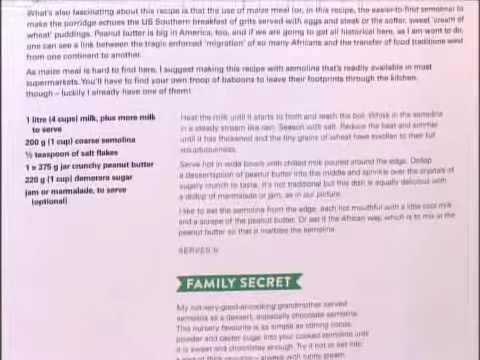 What's also fascinating about this recipe is that the use of maize meal (or, in this recipe, the easier-to-find semolina) to
make the porridge echoes the US Southern breakfast of grits served with eggs and steak or the softer, sweet 'cream of
wheat' puddings. Peanut butter is big in America, too, and if we are going to get all historical here, as I am wont to do,
one can see a link between the tragic enforced 'migration' of so many Africans and the transfer of food traditions west
from one continent to another.
As maize meal is hard to find here, I suggest making this recipe with semolina that's readily available in most
supermarkets. You'll have to find your own troop of baboons to leave their footprints through the kitchen,
though – luckily I already have one of them!
1 litre (4 cups) milk, plus more milk
to serve
200 g (1 cup) coarse semolina
½ teaspoon of salt flakes
1 x 375 g jar crunchy peanut butter
220 g (1 cup) demerara sugar
jam or marmalade, to serve
(optional)
Heat the milk until it starts to froth and reach the boil. Whisk in the semolina
in a steady stream like rain. Season with salt. Reduce the heat and simmer
until it has thickened and the tiny grains of wheat have swollen to their full
voluptuousness.
Serve hot in wide bowls with chilled milk poured around the edge. Dollop
a dessertspoon of peanut butter into the middle and sprinkle over the crystals of
sugary crunch to taste. It's not traditional but this dish is equally delicious with
a dollop of marmalade or jam, as in our picture.
I like to eat the semolina from the edge, each hot mouthful with a little cool milk
and a scrape of the peanut butter. Or eat it the African way, which is to mix in the
peanut butter so that it marbles the semolina.
SERVES 6
FAMILY SECRET
My not-very-good-at-cooking grandmother served
semolina as a dessert, especially chocolate semolina.
This nursery favourite is as simple as stirring cocoa
powder and caster sugar into your cooked semolina until
it is sweet and chocolatey enough. Try it hot or set into
always with runny cream